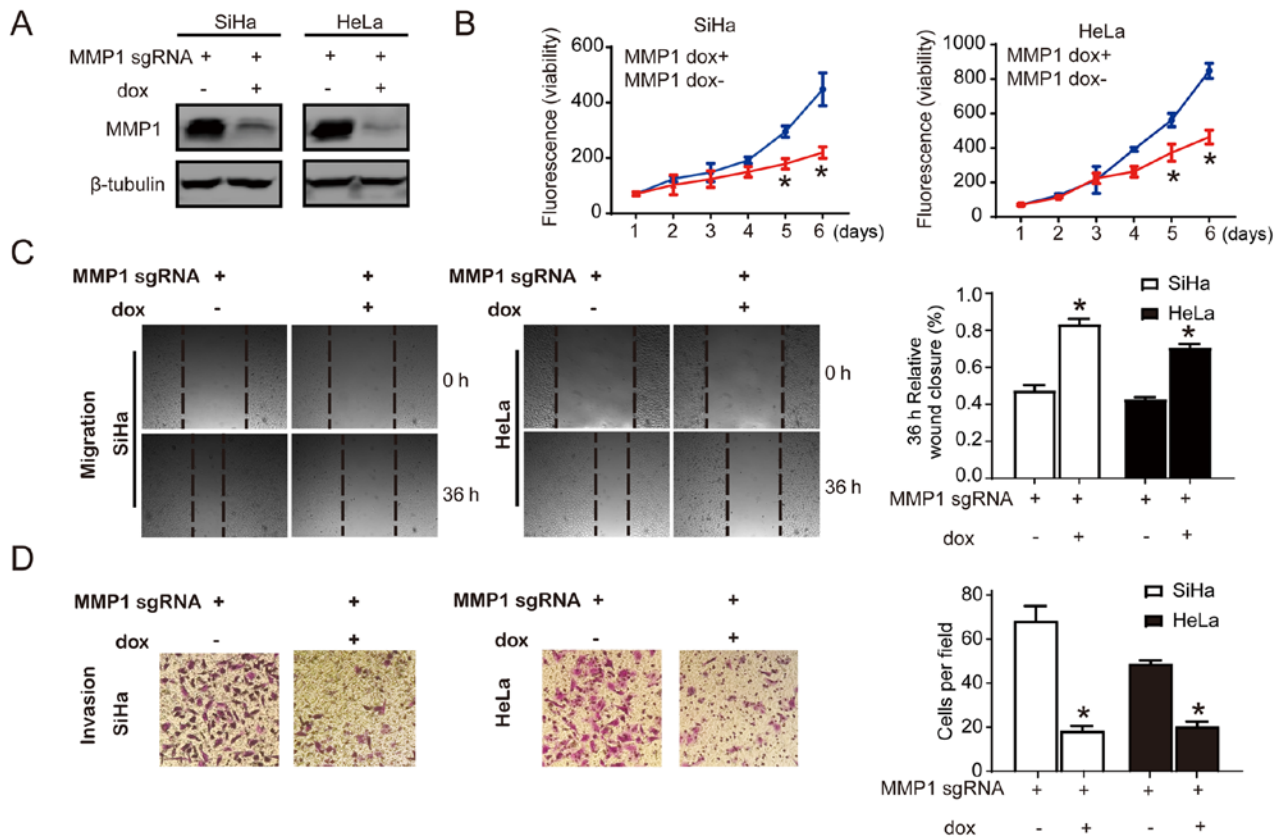 A
SiHa HeLa
MMP1 sgRNA + + + +
dox - + - +
MMP1
β-tubulin
B
SiHa
Fluorescence (viability)
600
400
200
0
MMP1 dox+
MMP1 dox-
* *
1 2 3 4 5 6 (days)
HeLa
Fluorescence (viability)
1000
800
600
400
200
0
MMP1 dox+
MMP1 dox-
* *
1 2 3 4 5 6 (days)
C
MMP1 sgRNA + +
dox - +
Migration
SiHa
0 h
36 h
MMP1 sgRNA + +
dox - +
HeLa
0 h
36 h
36 h Relative
wound closure (%)
1.0
0.8
0.6
0.4
0.2
0.0
SiHa
HeLa
* *
MMP1 sgRNA + + + +
dox - + - +
D
MMP1 sgRNA + +
dox - +
Invasion
SiHa
MMP1 sgRNA + +
dox - +
HeLa
Cells per field
80
60
40
20
0
SiHa
HeLa
* *
MMP1 sgRNA + + + +
dox - + - +